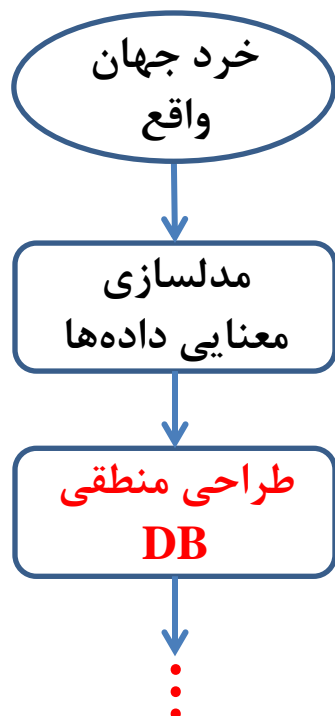 خرد جهان
واقع
مدلسازی
معنایی داده‌ها
طراحی منطقی
DB